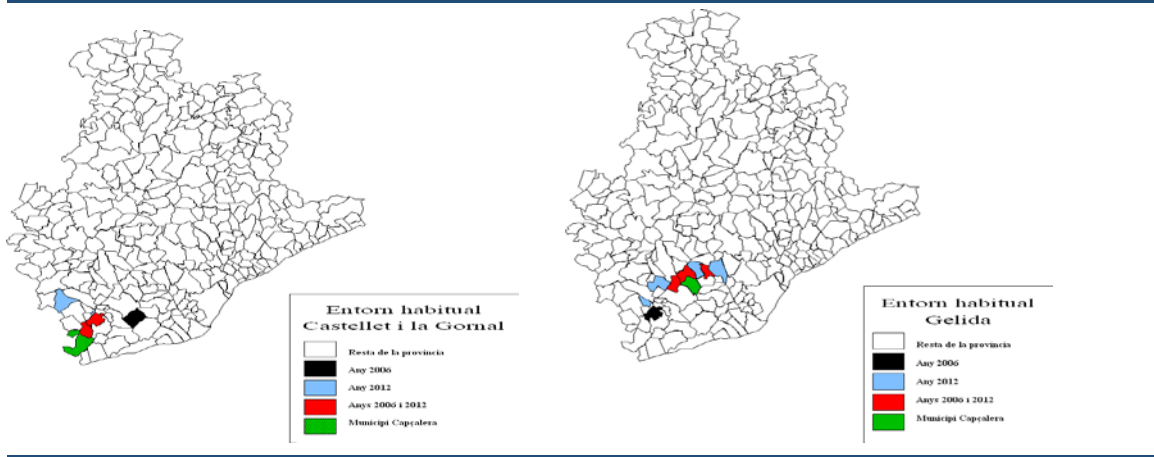 Entorn habitual
Castellet i la Gornal
Resta de la província
Any 2006
Any 2012
Anys 2006 i 2012
Municipi Capçalera
Entorn habitual
Gelida
Resta de la província
Any 2006
Any 2012
Anys 2006 i 2012
Municipi Capçalera